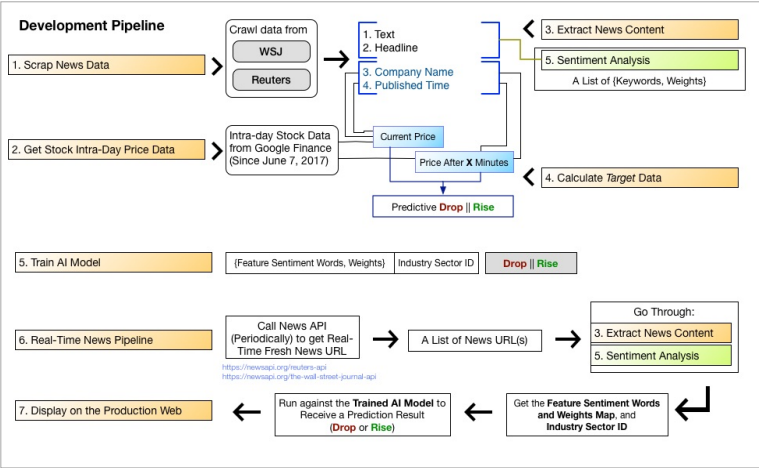 Development Pipeline
1. Scrap News Data
Crawl data from
WSJ
Reuters
1. Text
2. Headline
3. Company Name
4. Published Time
3. Extract News Content
5. Sentiment Analysis
A List of {Keywords, Weights}
2. Get Stock Intra-Day Price Data
Intra-day Stock Data
from Google Finance
(Since June 7, 2017)
Current Price
Price After X Minutes
4. Calculate Target Data
Predictive Drop || Rise
5. Train AI Model
{Feature Sentiment Words, Weights}
Industry Sector ID
Drop || Rise
6. Real-Time News Pipeline
Call News API
(Periodically) to get Real-
Time Fresh News URL
https://newsapi.org/reuters-api
https://newsapi.org/the-wall-street-journal-api
A List of News URL(s)
Go Through:
3. Extract News Content
5. Sentiment Analysis
7. Display on the Production Web
Run against the Trained AI Model to
Receive a Prediction Result
(Drop or Rise)
Get the Feature Sentiment Words
and Weights Map, and
Industry Sector ID